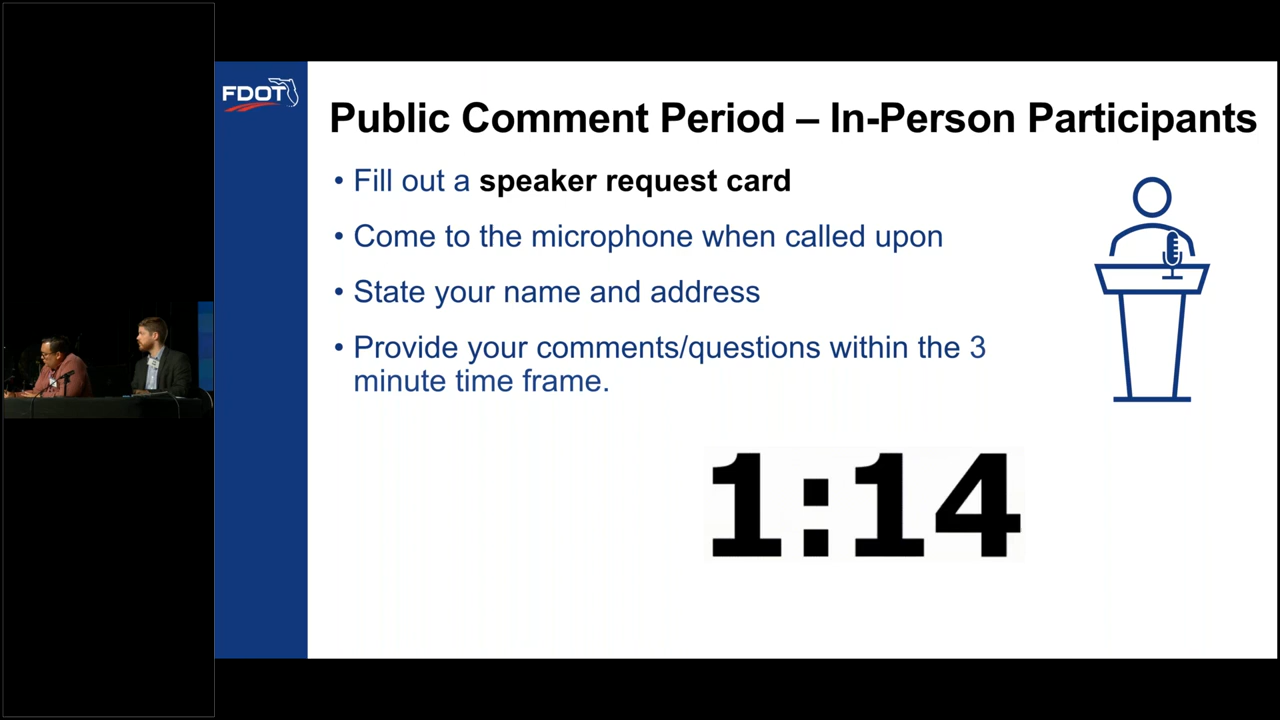 FDOT
Public Comment Period – In-Person Participants
• Fill out a speaker request card
• Come to the microphone when called upon
• State your name and address
• Provide your comments/questions within the 3
minute time frame.
1:14